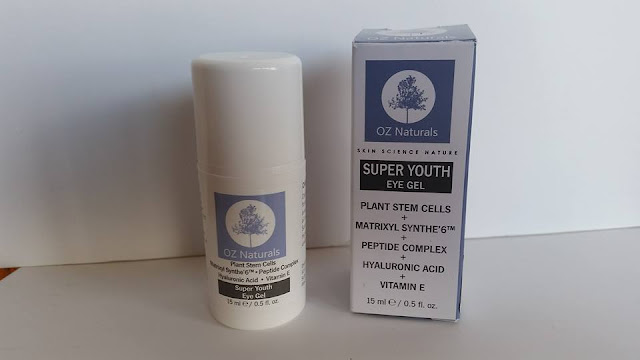 OZ Naturals
Plant Stem Cells
Matrixyl Synthe'6™ • Peptide Complex
Hyaluronic Acid • Vitamin E
Super Youth
Eye Gel
15 ml ℮ / 0.5 fl. oz.
OZ Naturals
SKIN SCIENCE NATURE
SUPER YOUTH
EYE GEL
PLANT STEM CELLS
+
MATRIXYL SYNTHE'6™
+
PEPTIDE COMPLEX
+
HYALURONIC ACID
+
VITAMIN E
15 ml ℮ / 0.5 fl. oz.